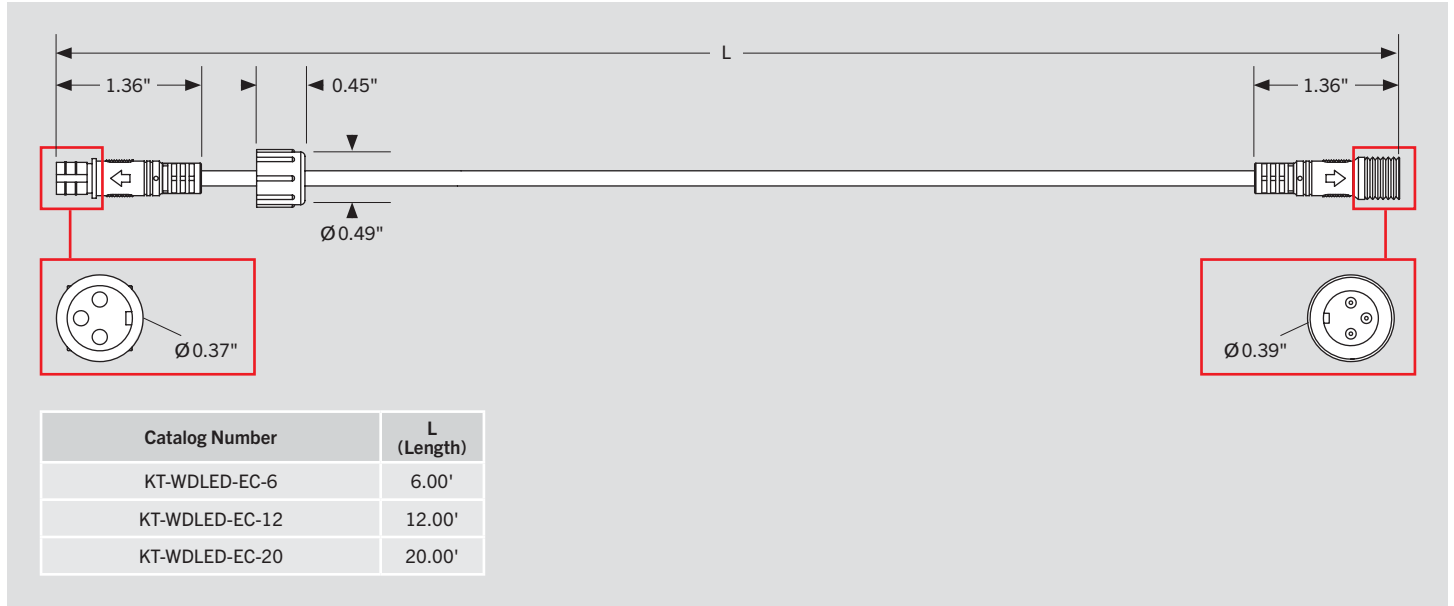 L
1.36"
0.45"
1.36"
Ø 0.49"
Ø 0.37"
Ø 0.39"
Catalog Number
L
(Length)
KT-WDLED-EC-6
6.00'
KT-WDLED-EC-12
12.00'
KT-WDLED-EC-20
20.00'